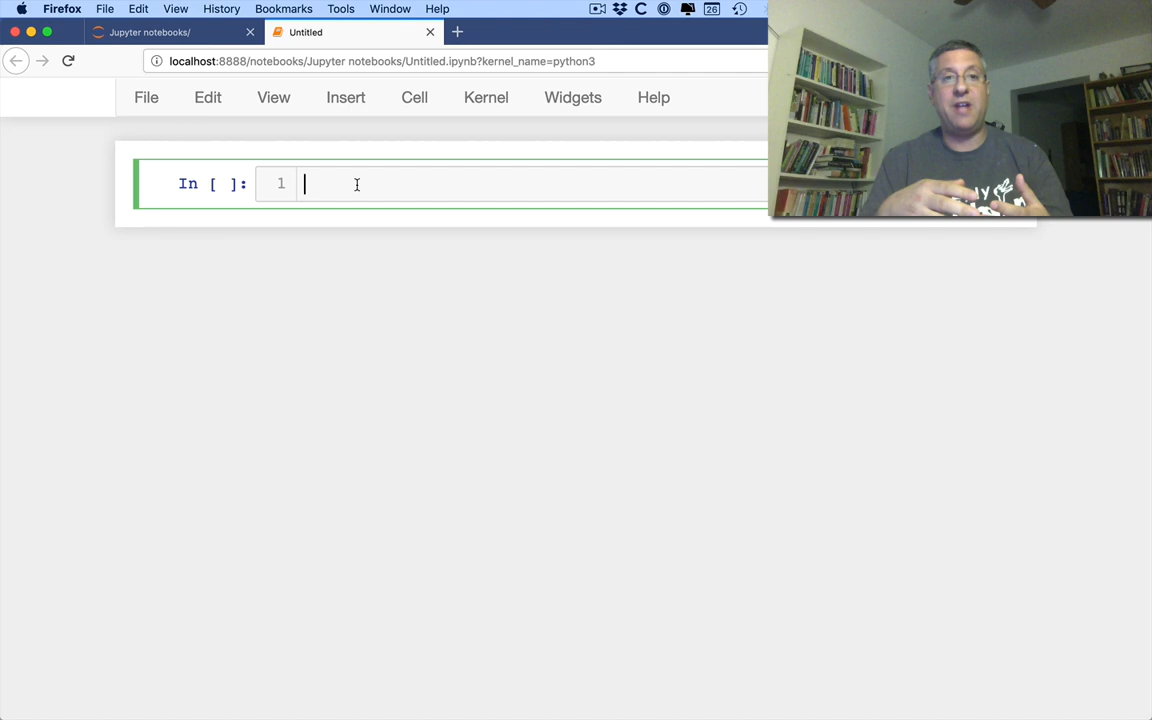 Firefox File Edit View History Bookmarks Tools Window Help 26
Jupyter notebooks/ Untitled
localhost:8888/notebooks/Jupyter notebooks/Untitled.ipynb?kernel_name=python3
File Edit View Insert Cell Kernel Widgets Help
In [ ]: 1